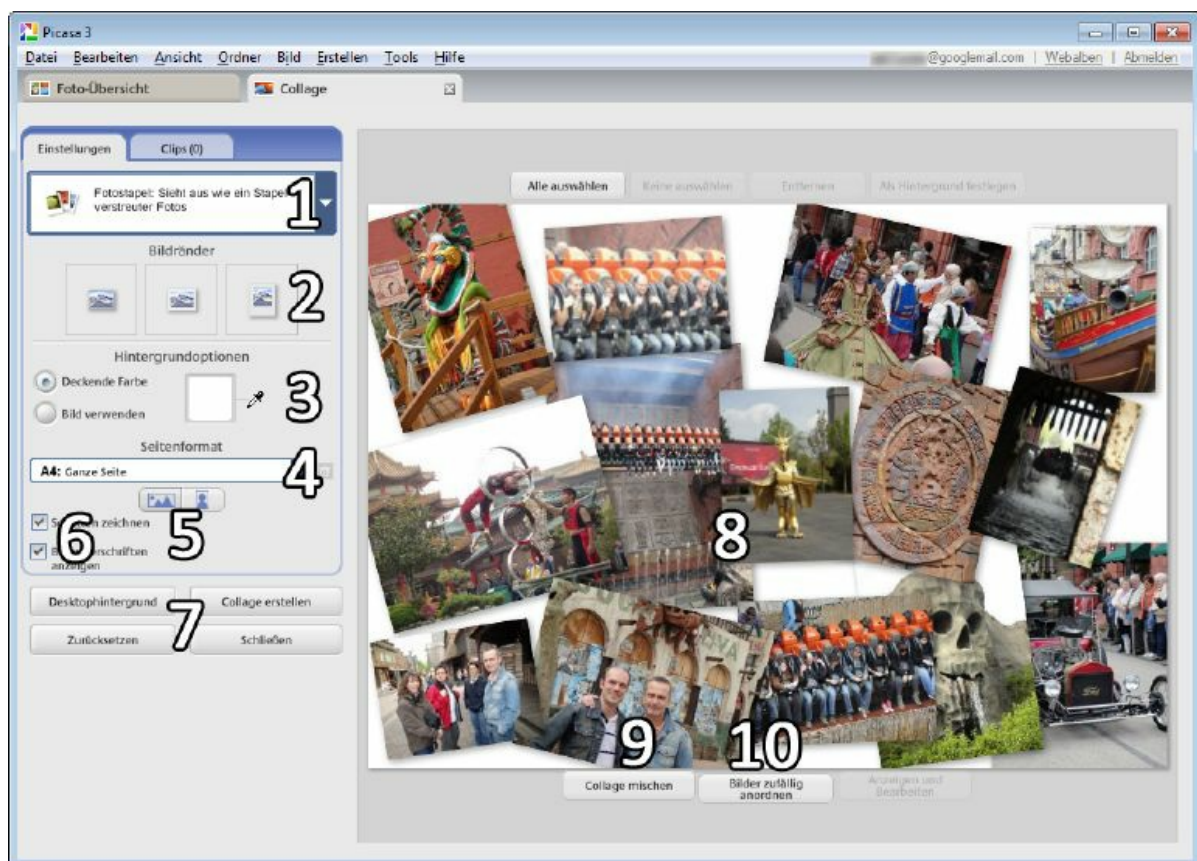 Picasa 3
Datei Bearbeiten Ansicht Ordner Bild Erstellen Tools Hilfe
@googlemail.com | Webalben | Abmelden
Foto-Übersicht
Collage
Einstellungen
Clips (0)
Fotostapel: Sieht aus wie ein Stapel
verstreuter Fotos
1
Bildränder
2
Hintergrundoptionen
Deckende Farbe
Bild verwenden
3
Seitenformat
A4: Ganze Seite
4
5
6
zeichnen
anzeigen
Desktophintergrund
Collage erstellen
7
Zurücksetzen
Schließen
Alle auswählen
Keine auswählen
Entfernen
Als Hintergrund festlegen
8
9
10
Collage mischen
Bilder zufällig
anordnen
Anzeigen und
Bearbeiten